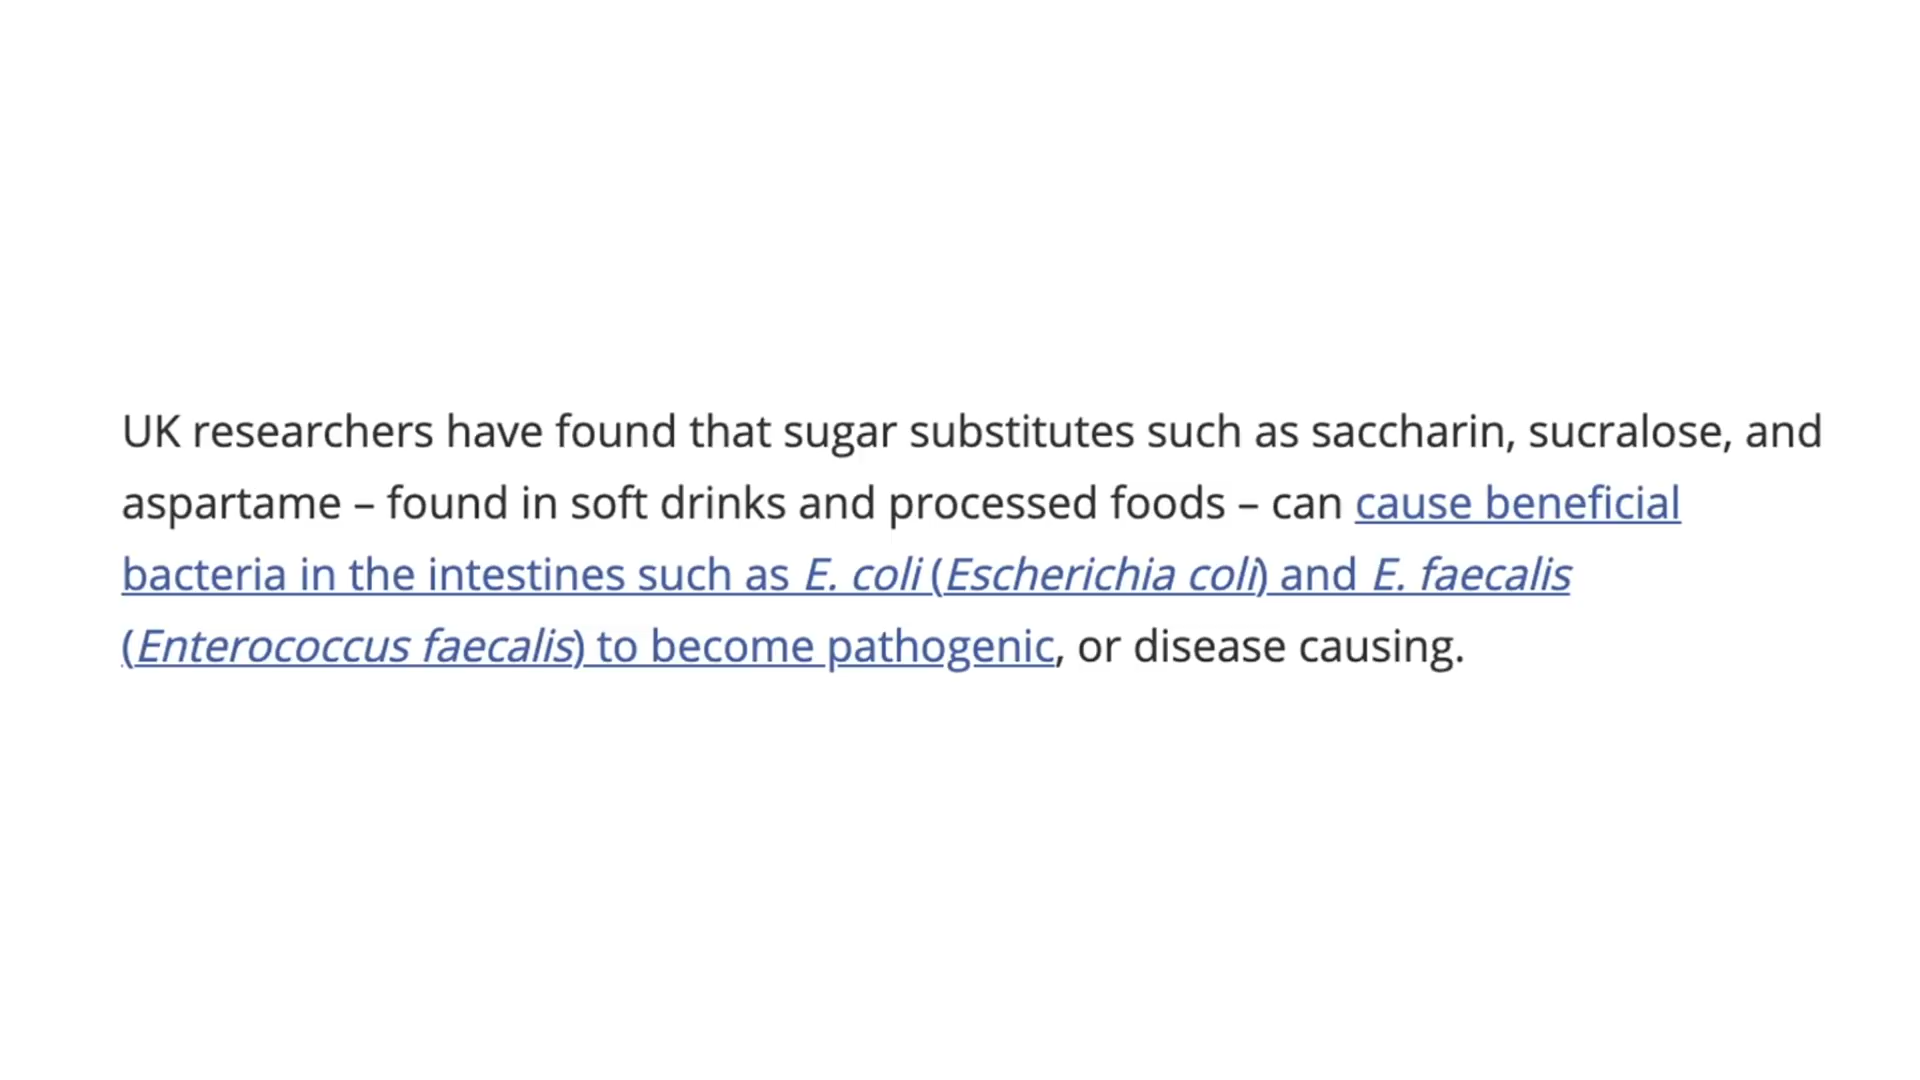 UK researchers have found that sugar substitutes such as saccharin, sucralose, and
aspartame – found in soft drinks and processed foods – can cause beneficial
bacteria in the intestines such as E. coli (Escherichia coli) and E. faecalis
(Enterococcus faecalis) to become pathogenic, or disease causing.